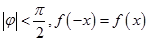 |φ| < π/2, f(−x) = f(x)